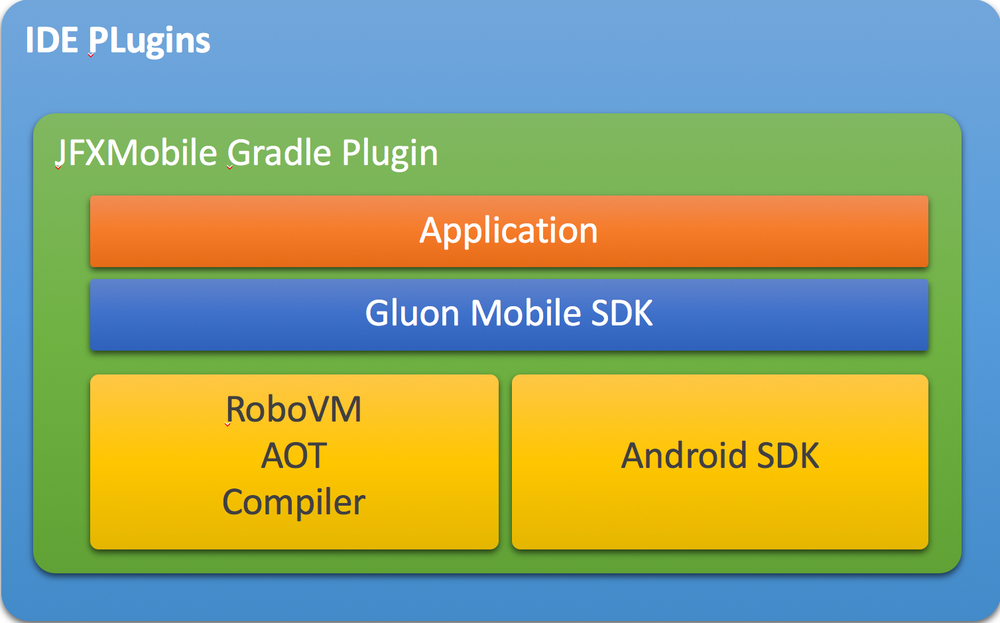 IDE PLugins
JFXMobile Gradle Plugin
Application
Gluon Mobile SDK
RoboVM
AOT
Compiler
Android SDK